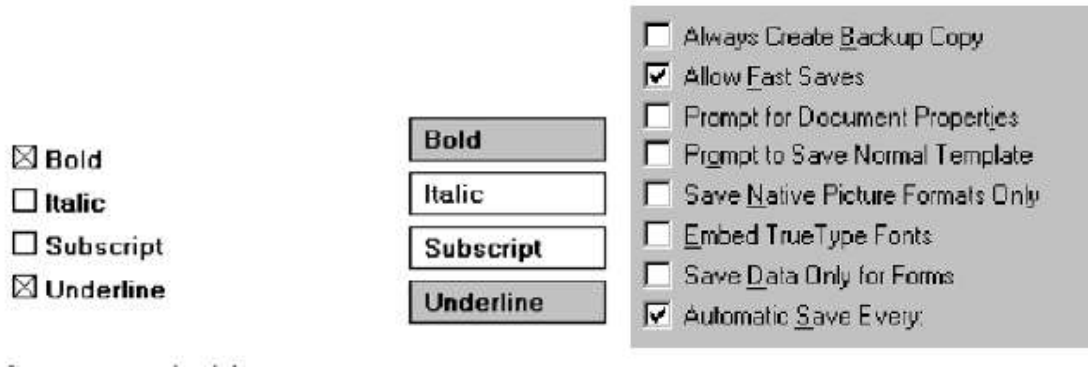 Bold
Italic
Subscript
Underline
Bold
Italic
Subscript
Underline
Always Create Backup Copy
Allow Fast Saves
Prompt for Document Properties
Prompt to Save Normal Template
Save Native Picture Formats Only
Embed TrueType Fonts
Save Data Only for Forms
Automatic Save Every: